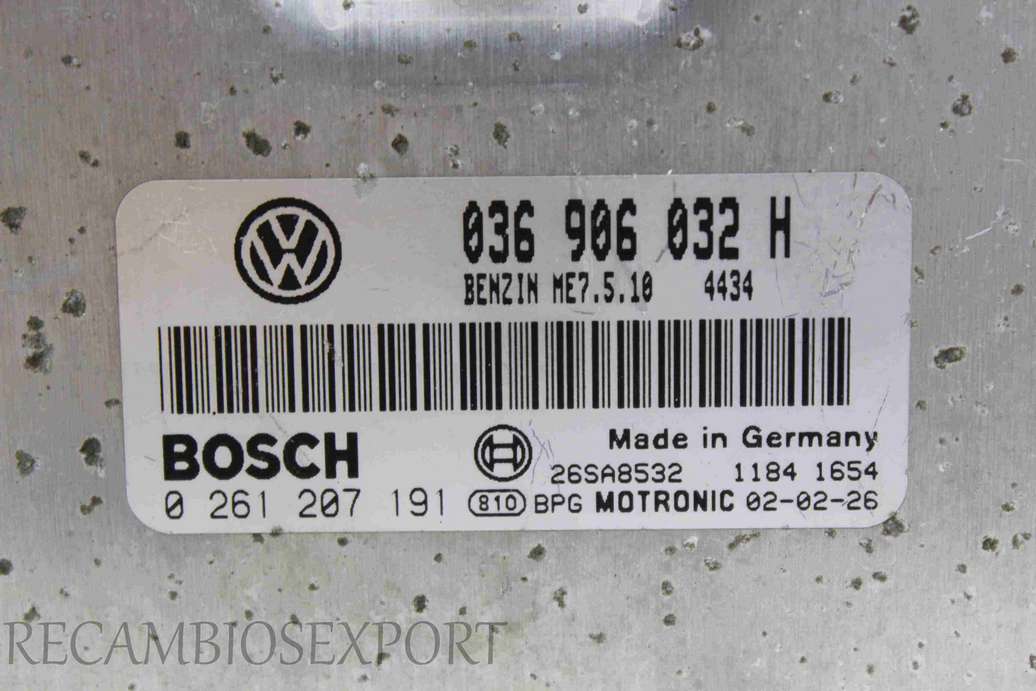 036 906 032 H
BENZIN ME7.5.10 4434
BOSCH
Made in Germany
26SA8532 1184 1654
0 261 207 191 810 BPG MOTRONIC 02-02-26
RECAMBIOSEXPORT